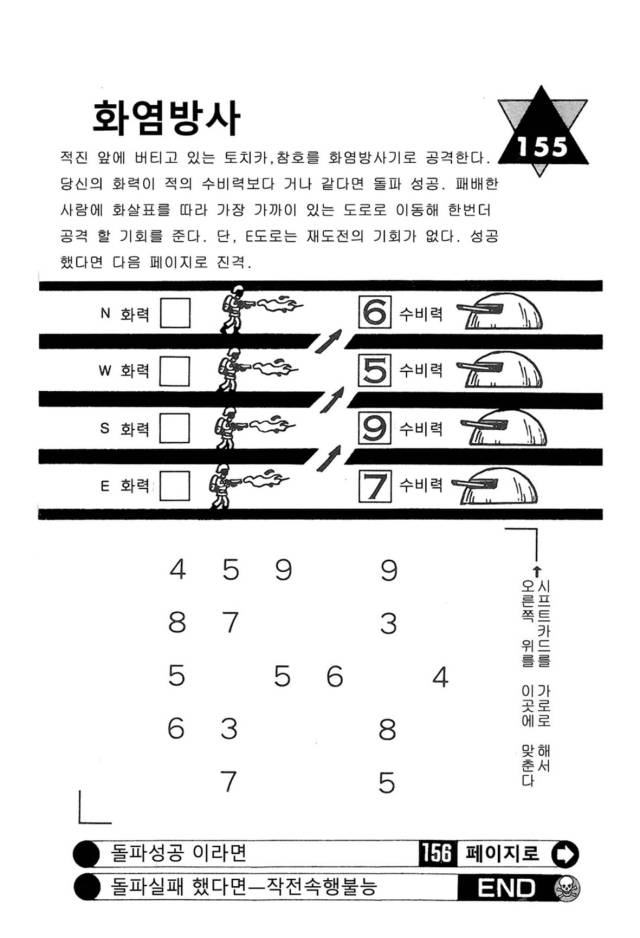 화염방사
155
적진 앞에 버티고 있는 토치카,참호를 화염방사기로 공격한다.
당신의 화력이 적의 수비력보다 거나 같다면 돌파 성공. 패배한
사람에 화살표를 따라 가장 가까이 있는 도로로 이동해 한번더
공격 할 기회를 준다. 단, E도로는 재도전의 기회가 없다. 성공
했다면 다음 페이지로 진격.
N 화력 6 수비력
W 화력 5 수비력
S 화력 9 수비력
E 화력 7 수비력
4 5 9 9
8 7 3
5 5 6 4
6 3 8
7 5
시프트카드를 가로로 해서
오른쪽 위를 이곳에 맞춘다
돌파성공 이라면 156 페이지로
돌파실패 했다면—작전속행불능 END